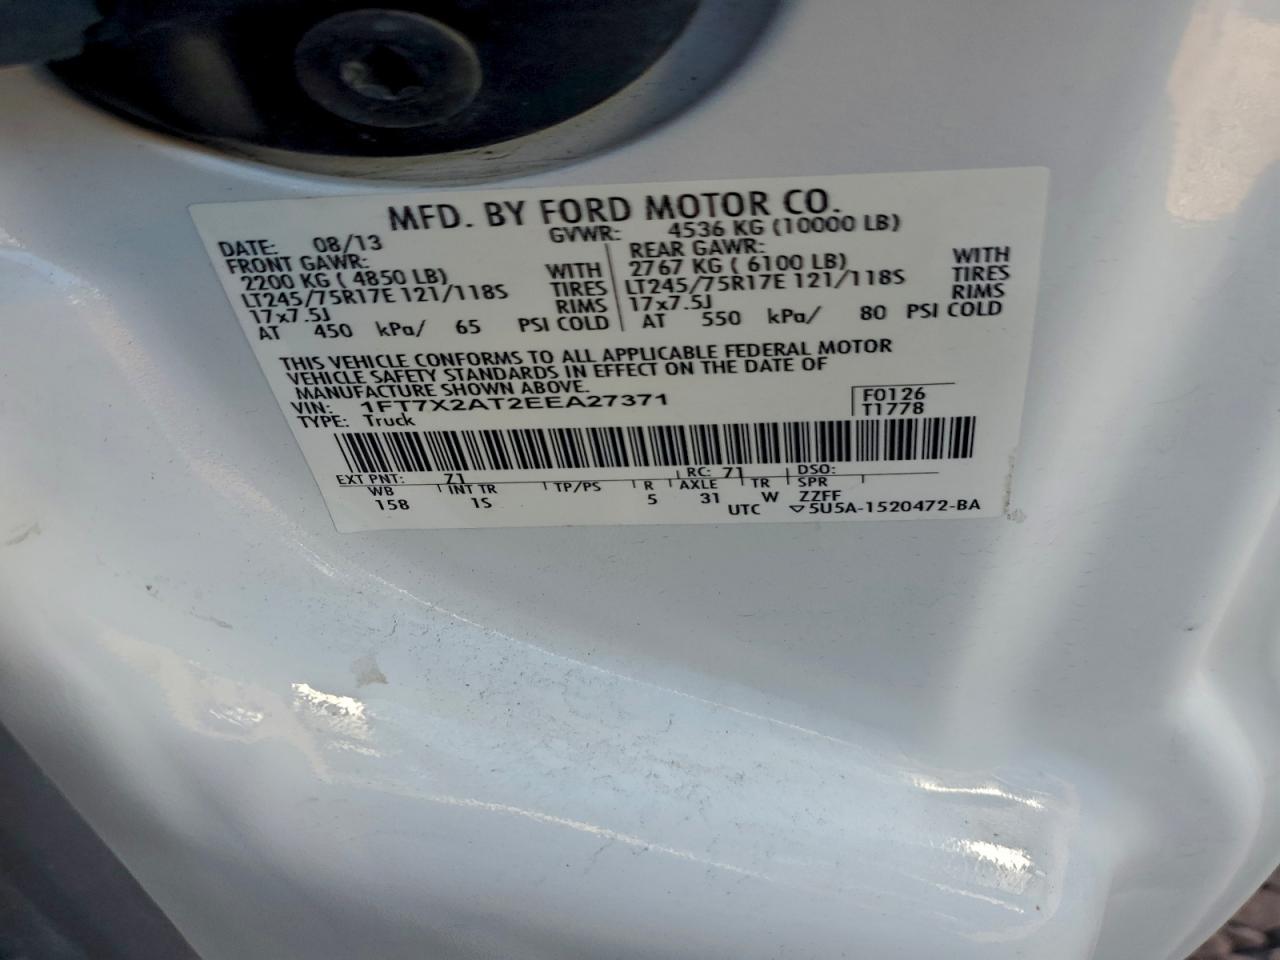 MFD. BY FORD MOTOR CO.
DATE: 08/13 GVWR: 4536 KG (10000 LB)
FRONT GAWR: REAR GAWR:
2200 KG ( 4850 LB) WITH 2767 KG ( 6100 LB) WITH
LT245/75R17E 121/118S TIRES LT245/75R17E 121/118S TIRES
17x7.5J RIMS 17x7.5J RIMS
AT 450 kPa/ 65 PSI COLD AT 550 kPa/ 80 PSI COLD
THIS VEHICLE CONFORMS TO ALL APPLICABLE FEDERAL MOTOR
VEHICLE SAFETY STANDARDS IN EFFECT ON THE DATE OF
MANUFACTURE SHOWN ABOVE.
VIN: 1FT7X2AT2EEA27371 F0126
TYPE: Truck T1778
EXT PNT: 71 RC: 71 DSO:
WB INT TR TP/PS R AXLE TR SPR
158 1S 5 31 W ZZFF
UTC ▽5U5A-1520472-BA